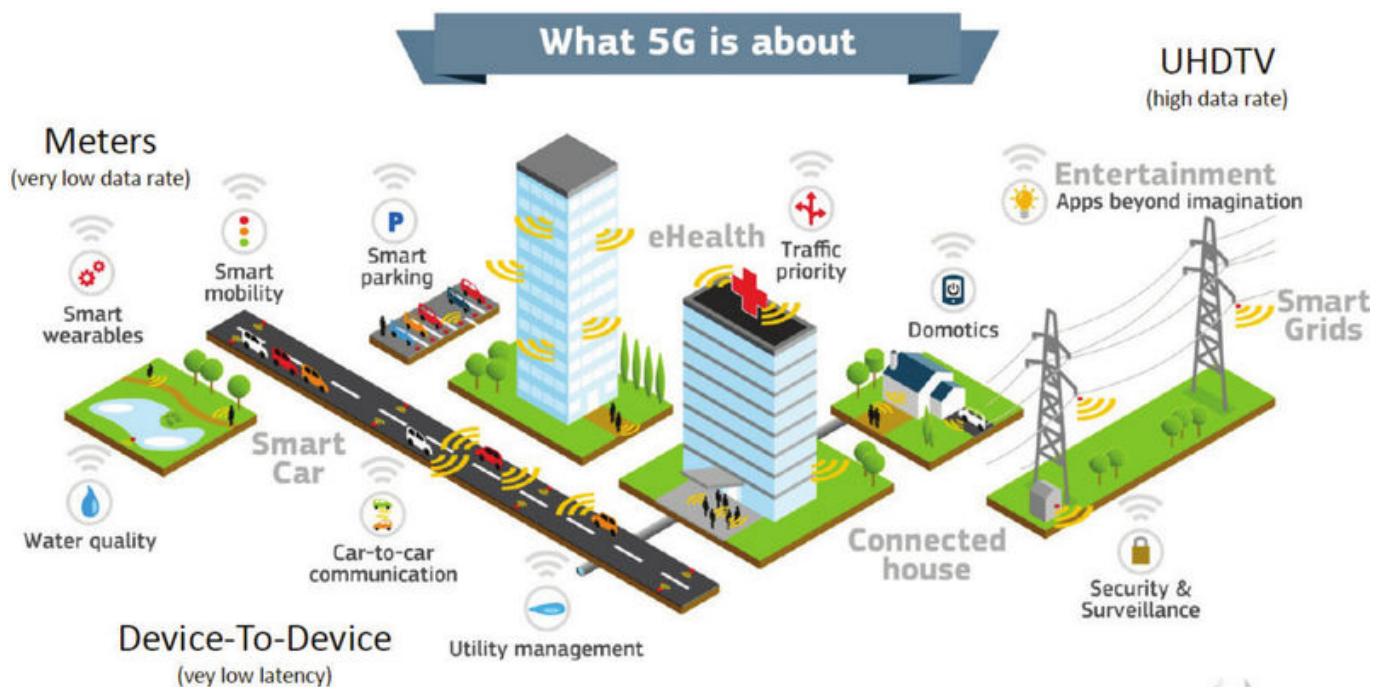 What 5G is about
UHDTV
(high data rate)
Meters
(very low data rate)
Entertainment
Apps beyond imagination
P
eHealth
Traffic
priority
Smart
parking
Smart
mobility
Smart
wearables
Domotics
Smart
Grids
Smart
Car
Water quality
Car-to-car
communication
Connected
house
Security &
Surveillance
Utility management
Device-To-Device
(vey low latency)